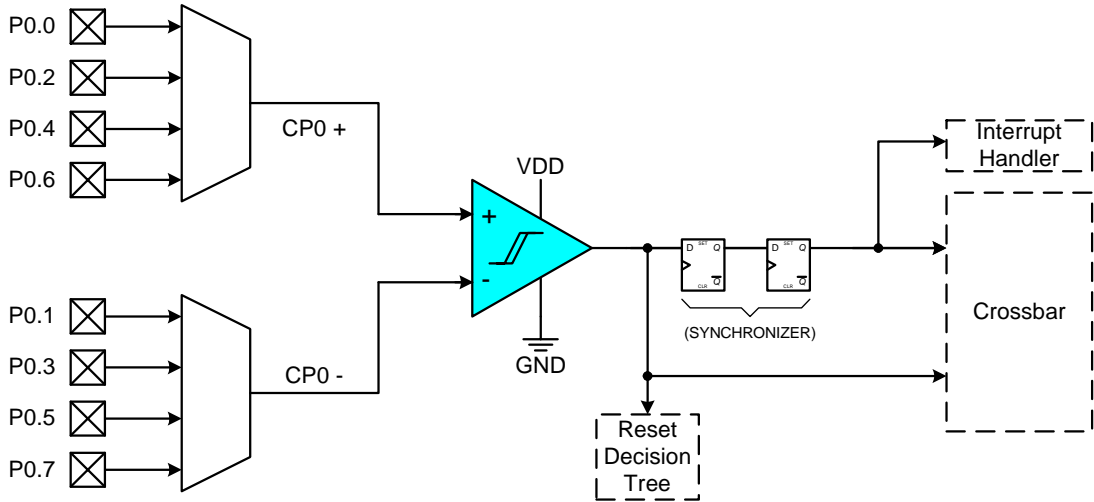 P0.0
P0.2
P0.4
P0.6
CP0 +
VDD
+
-
GND
P0.1
P0.3
P0.5
P0.7
CP0 -
D
SET
Q
Q
CLR
D
SET
Q
Q
CLR
(SYNCHRONIZER)
Interrupt
Handler
Crossbar
Reset
Decision
Tree